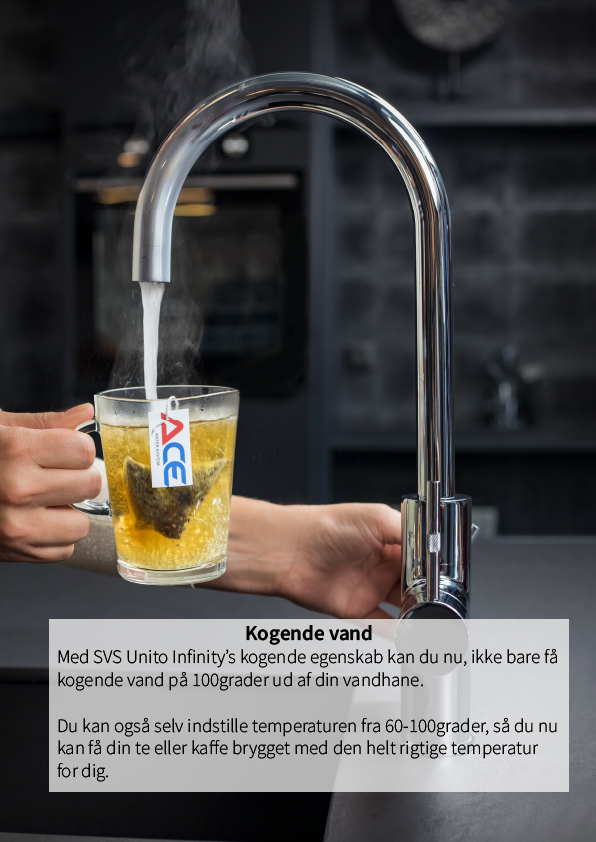 ACE
WATER SYSTEM
Kogende vand
Med SVS Unito Infinity’s kogende egenskab kan du nu, ikke bare få
kogende vand på 100grader ud af din vandhane.
Du kan også selv indstille temperaturen fra 60-100grader, så du nu
kan få din te eller kaffe brygget med den helt rigtige temperatur
for dig.